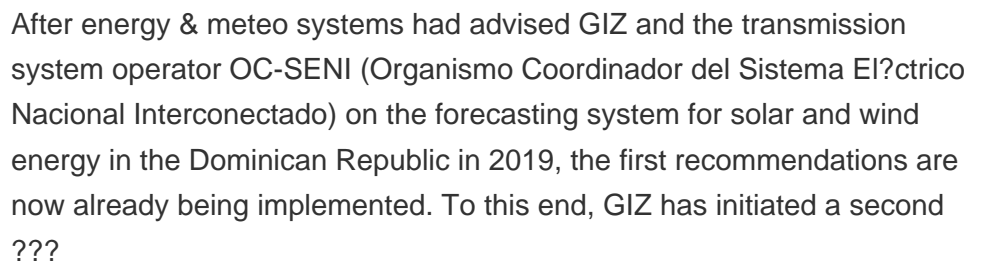 After energy & meteo systems had advised GIZ and the transmission
system operator OC-SENI (Organismo Coordinador del Sistema El?ctrico
Nacional Interconectado) on the forecasting system for solar and wind
energy in the Dominican Republic in 2019, the first recommendations are
now already being implemented. To this end, GIZ has initiated a second
???